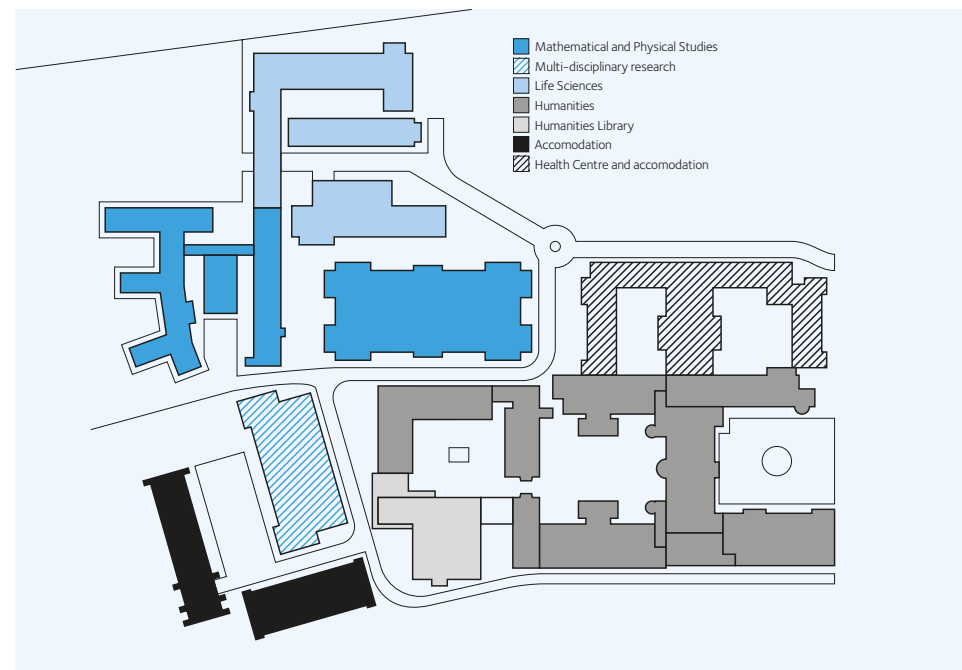 Mathematical and Physical Studies
Multi-disciplinary research
Life Sciences
Humanities
Humanities Library
Accomodation
Health Centre and accomodation